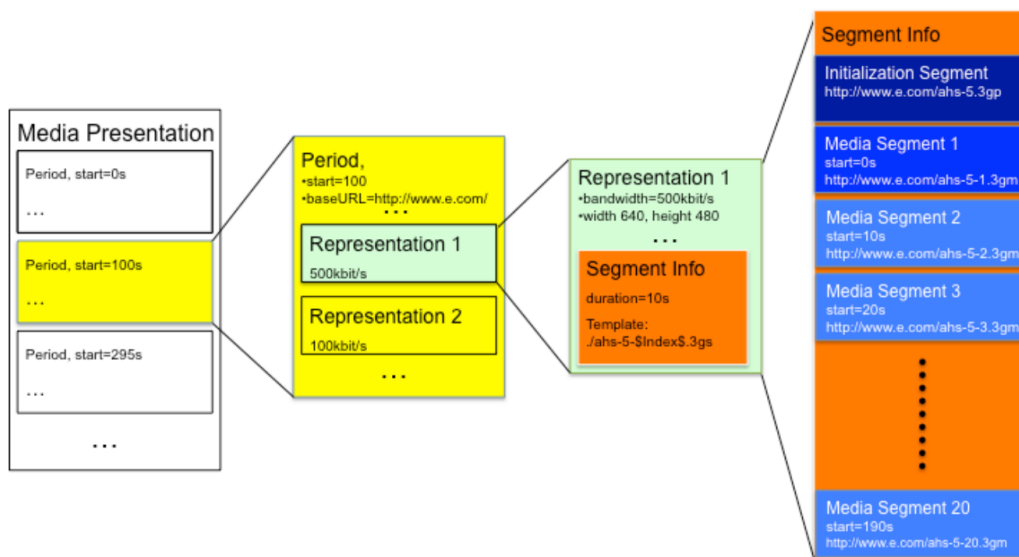 Media Presentation
Period, start=0s
...
Period, start=100s
...
Period, start=295s
...
...
Period,
•start=100
•baseURL=http://www.e.com/
...
Representation 1
500kbit/s
Representation 2
100kbit/s
...
Representation 1
•bandwidth=500kbit/s
•width 640, height 480
...
Segment Info
duration=10s
Template:
./ahs-5-$Index$.3gs
Segment Info
Initialization Segment
http://www.e.com/ahs-5.3gp
Media Segment 1
start=0s
http://www.e.com/ahs-5-1.3gm
Media Segment 2
start=10s
http://www.e.com/ahs-5-2.3gm
Media Segment 3
start=20s
http://www.e.com/ahs-5-3.3gm
Media Segment 20
start=190s
http://www.e.com/ahs-5-20.3gm